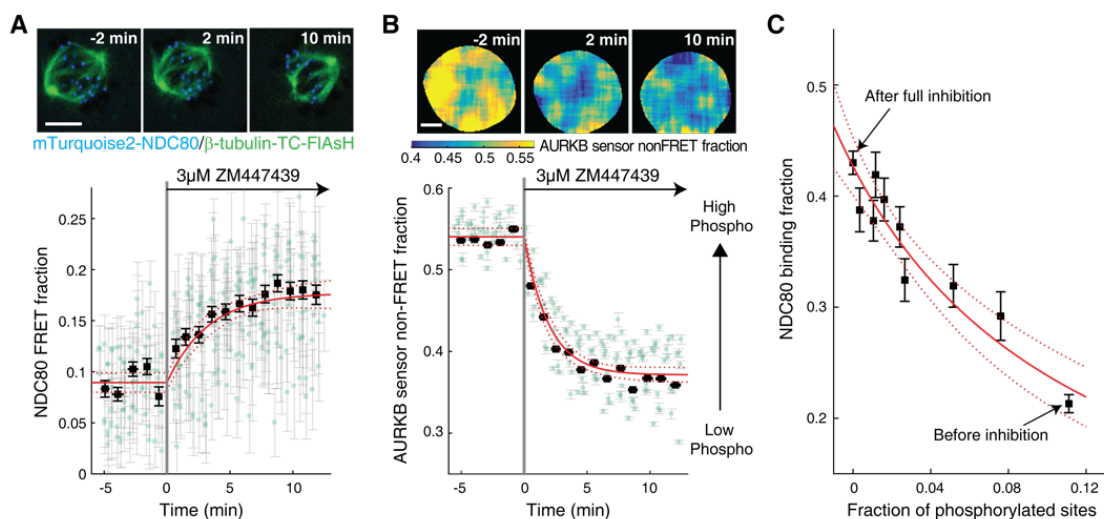 A
-2 min
2 min
10 min
mTurquoise2-NDC80/β-tubulin-TC-FlAsH
3μM ZM447439
NDC80 FRET fraction
0.25
0.2
0.15
0.1
0.05
0
-5
0
5
10
Time (min)
B
-2 min
2 min
10 min
0.4
0.45
0.5
0.55
AURKB sensor nonFRET fraction
3μM ZM447439
AURKB sensor non-FRET fraction
0.6
0.5
0.4
0.3
-5
0
5
10
Time (min)
High
Phospho
Low
Phospho
C
NDC80 binding fraction
0.5
0.4
0.3
0.2
After full inhibition
Before inhibition
0
0.04
0.08
0.12
Fraction of phosphorylated sites